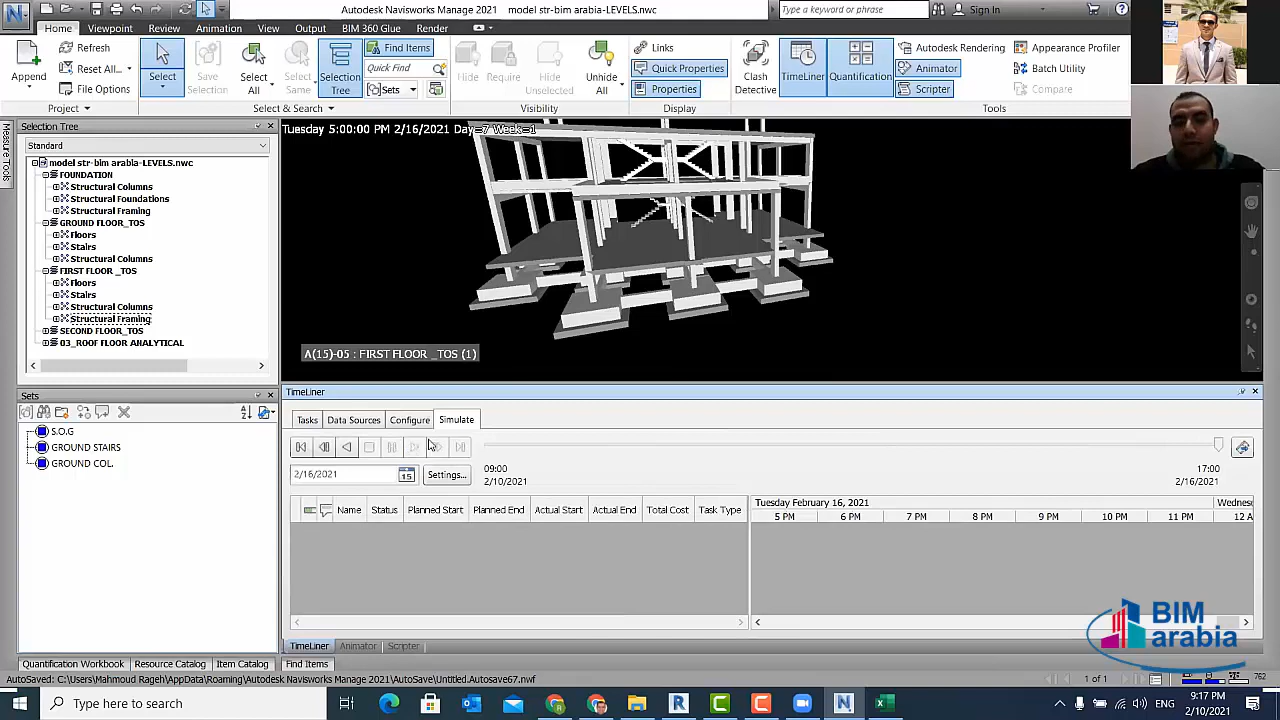 Autodesk Navisworks Manage 2021 model str-bim arabia-LEVELS.nwc
Type a keyword or phrase
Sign In
Home Viewpoint Review Animation View Output BIM 360 Glue Render
Append
Refresh
Reset All...
File Options
Project
Select
Save Selection
Select All
Select Same
Selection Tree
Find Items
Quick Find
Sets
Select & Search
Hide
Require
Hide Unselected
Unhide All
Visibility
Links
Quick Properties
Properties
Display
Clash Detective
TimeLiner
Quantification
Autodesk Rendering
Animator
Scripter
Appearance Profiler
Batch Utility
Compare
Tools
Measure Tools
Selection Tree
Standard
model str-bim arabia-LEVELS.nwc
FOUNDATION
Structural Columns
Structural Foundations
Structural Framing
GROUND FLOOR_TOS
Floors
Stairs
Structural Columns
FIRST FLOOR _TOS
Floors
Stairs
Structural Columns
Structural Framing
SECOND FLOOR_TOS
03_ROOF FLOOR ANALYTICAL
Sets
S.O.G
GROUND STAIRS
GROUND COL.
Tuesday 5:00:00 PM 2/16/2021 Day=7 Week=1
A(15)-05 : FIRST FLOOR _TOS (1)
TimeLiner
Tasks Data Sources Configure Simulate
2/16/2021 15 Settings...
09:00
2/10/2021
17:00
2/16/2021
Name Status Planned Start Planned End Actual Start Actual End Total Cost Task Type
Tuesday February 16, 2021 Wednes
5 PM 6 PM 7 PM 8 PM 9 PM 10 PM 11 PM 12 A
BIM
arabia
TimeLiner Animator Scripter
Quantification Workbook Resource Catalog Item Catalog Find Items
AutoSaved: C:\Users\Mahmoud Rageh\AppData\Roaming\Autodesk Navisworks Manage 2021\AutoSave\Untitled.Autosave67.nwf
1 of 1
762
Type here to search
ENG
9:17 PM
2/10/2021